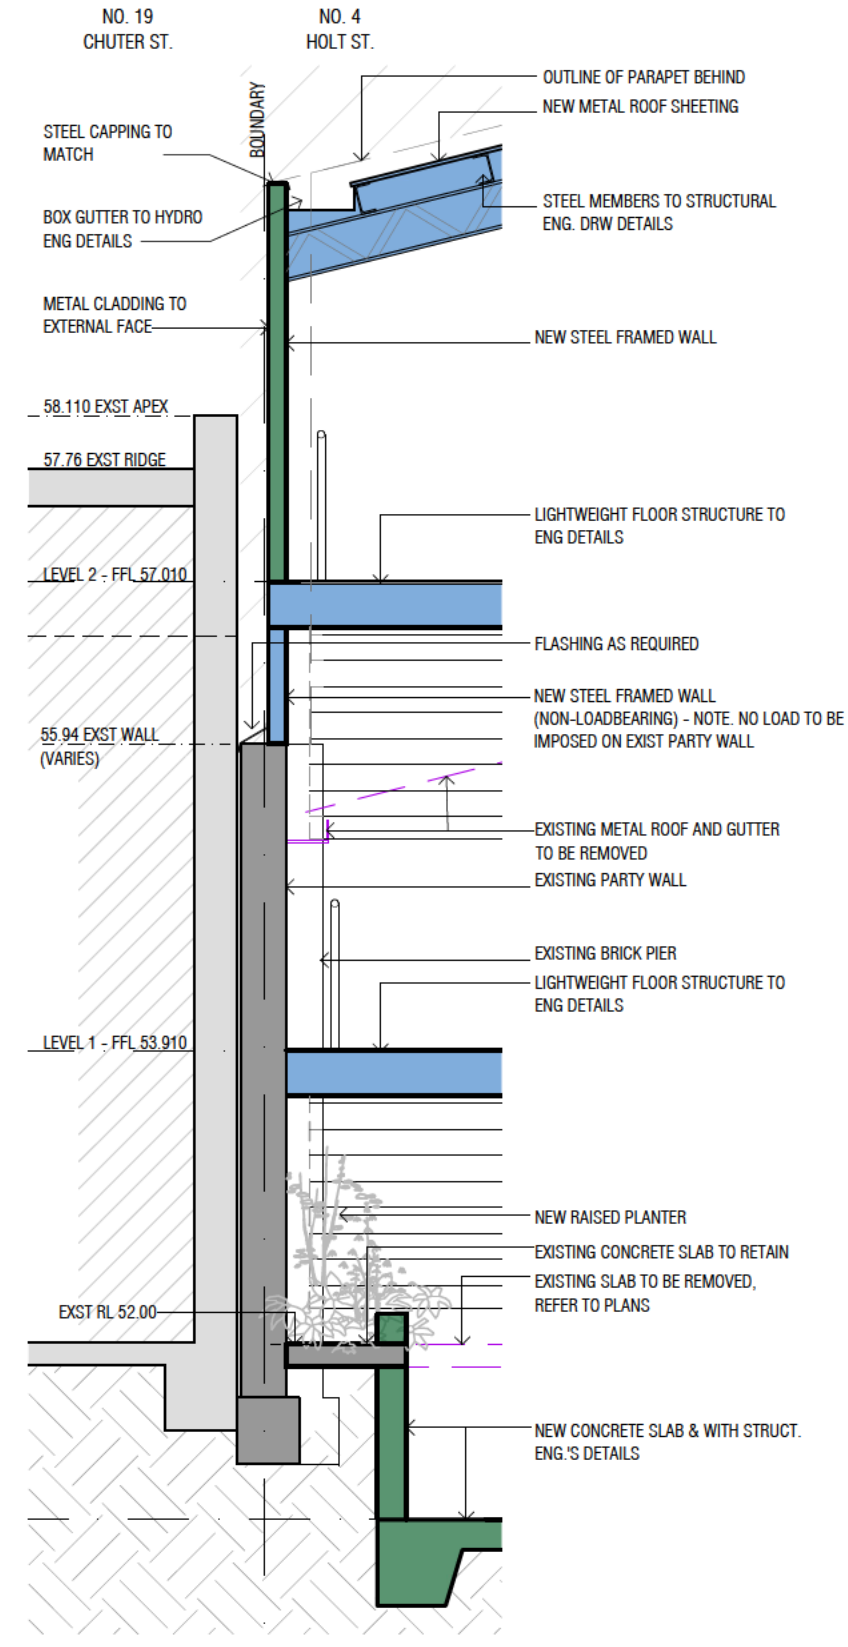 NO. 19
CHUTER ST.
NO. 4
HOLT ST.
BOUNDARY
OUTLINE OF PARAPET BEHIND
NEW METAL ROOF SHEETING
STEEL CAPPING TO
MATCH
STEEL MEMBERS TO STRUCTURAL
ENG. DRW DETAILS
BOX GUTTER TO HYDRO
ENG DETAILS
METAL CLADDING TO
EXTERNAL FACE
NEW STEEL FRAMED WALL
58.110 EXST APEX
57.76 EXST RIDGE
LIGHTWEIGHT FLOOR STRUCTURE TO
ENG DETAILS
LEVEL 2 - FFL 57.010
FLASHING AS REQUIRED
NEW STEEL FRAMED WALL
(NON-LOADBEARING) - NOTE. NO LOAD TO BE
IMPOSED ON EXIST PARTY WALL
55.94 EXST WALL
(VARIES)
EXISTING METAL ROOF AND GUTTER
TO BE REMOVED
EXISTING PARTY WALL
EXISTING BRICK PIER
LIGHTWEIGHT FLOOR STRUCTURE TO
ENG DETAILS
LEVEL 1 - FFL 53.910
NEW RAISED PLANTER
EXISTING CONCRETE SLAB TO RETAIN
EXISTING SLAB TO BE REMOVED,
REFER TO PLANS
EXST RL 52.00
NEW CONCRETE SLAB & WITH STRUCT.
ENG.'S DETAILS